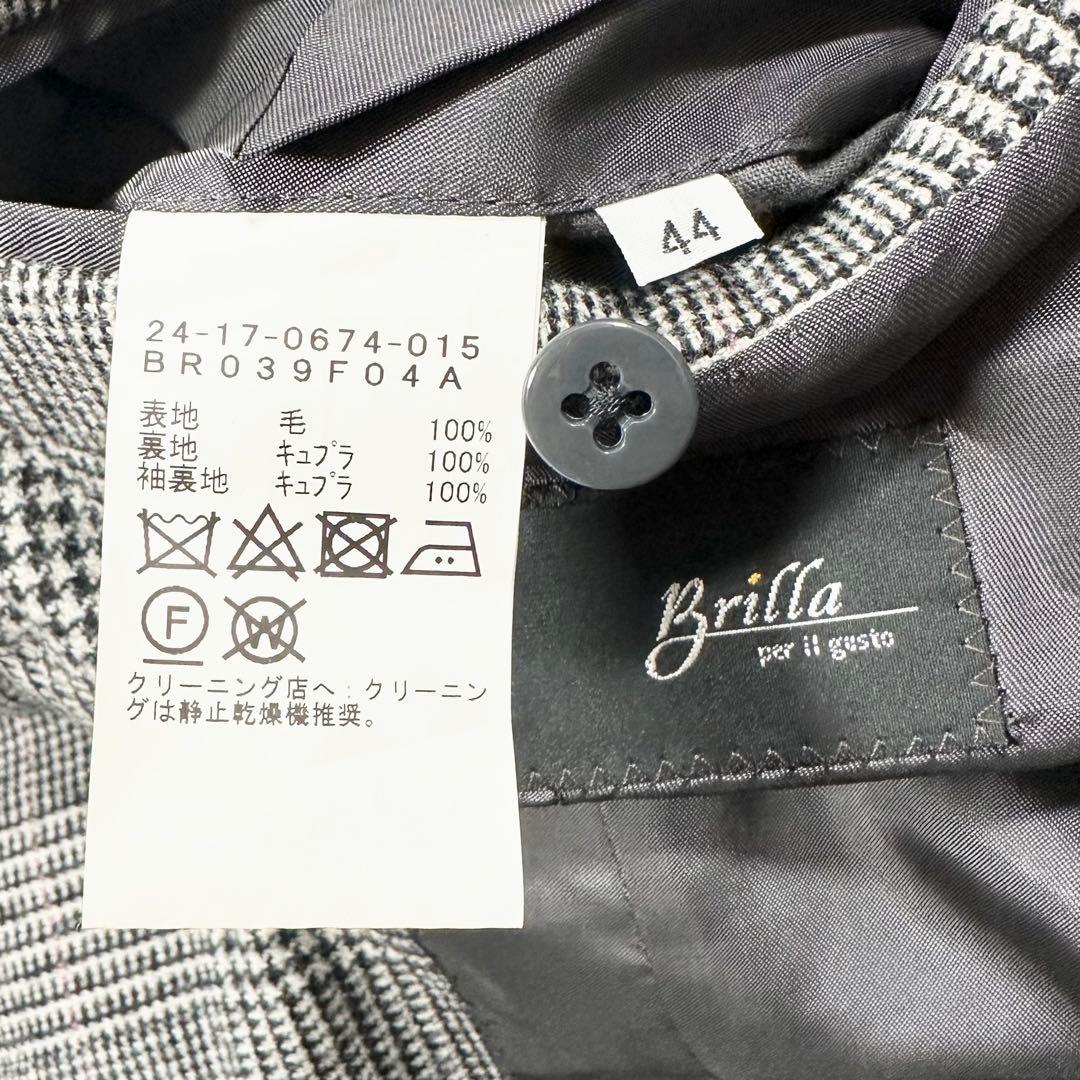 44
24-17-0674-015
BR039F04A
表地 毛 100%
裏地 キュプラ 100%
袖裏地 キュプラ 100%
F W
クリーニング店へ：クリーニン
グは静止乾燥機推奨。
Brilla
per il gusto